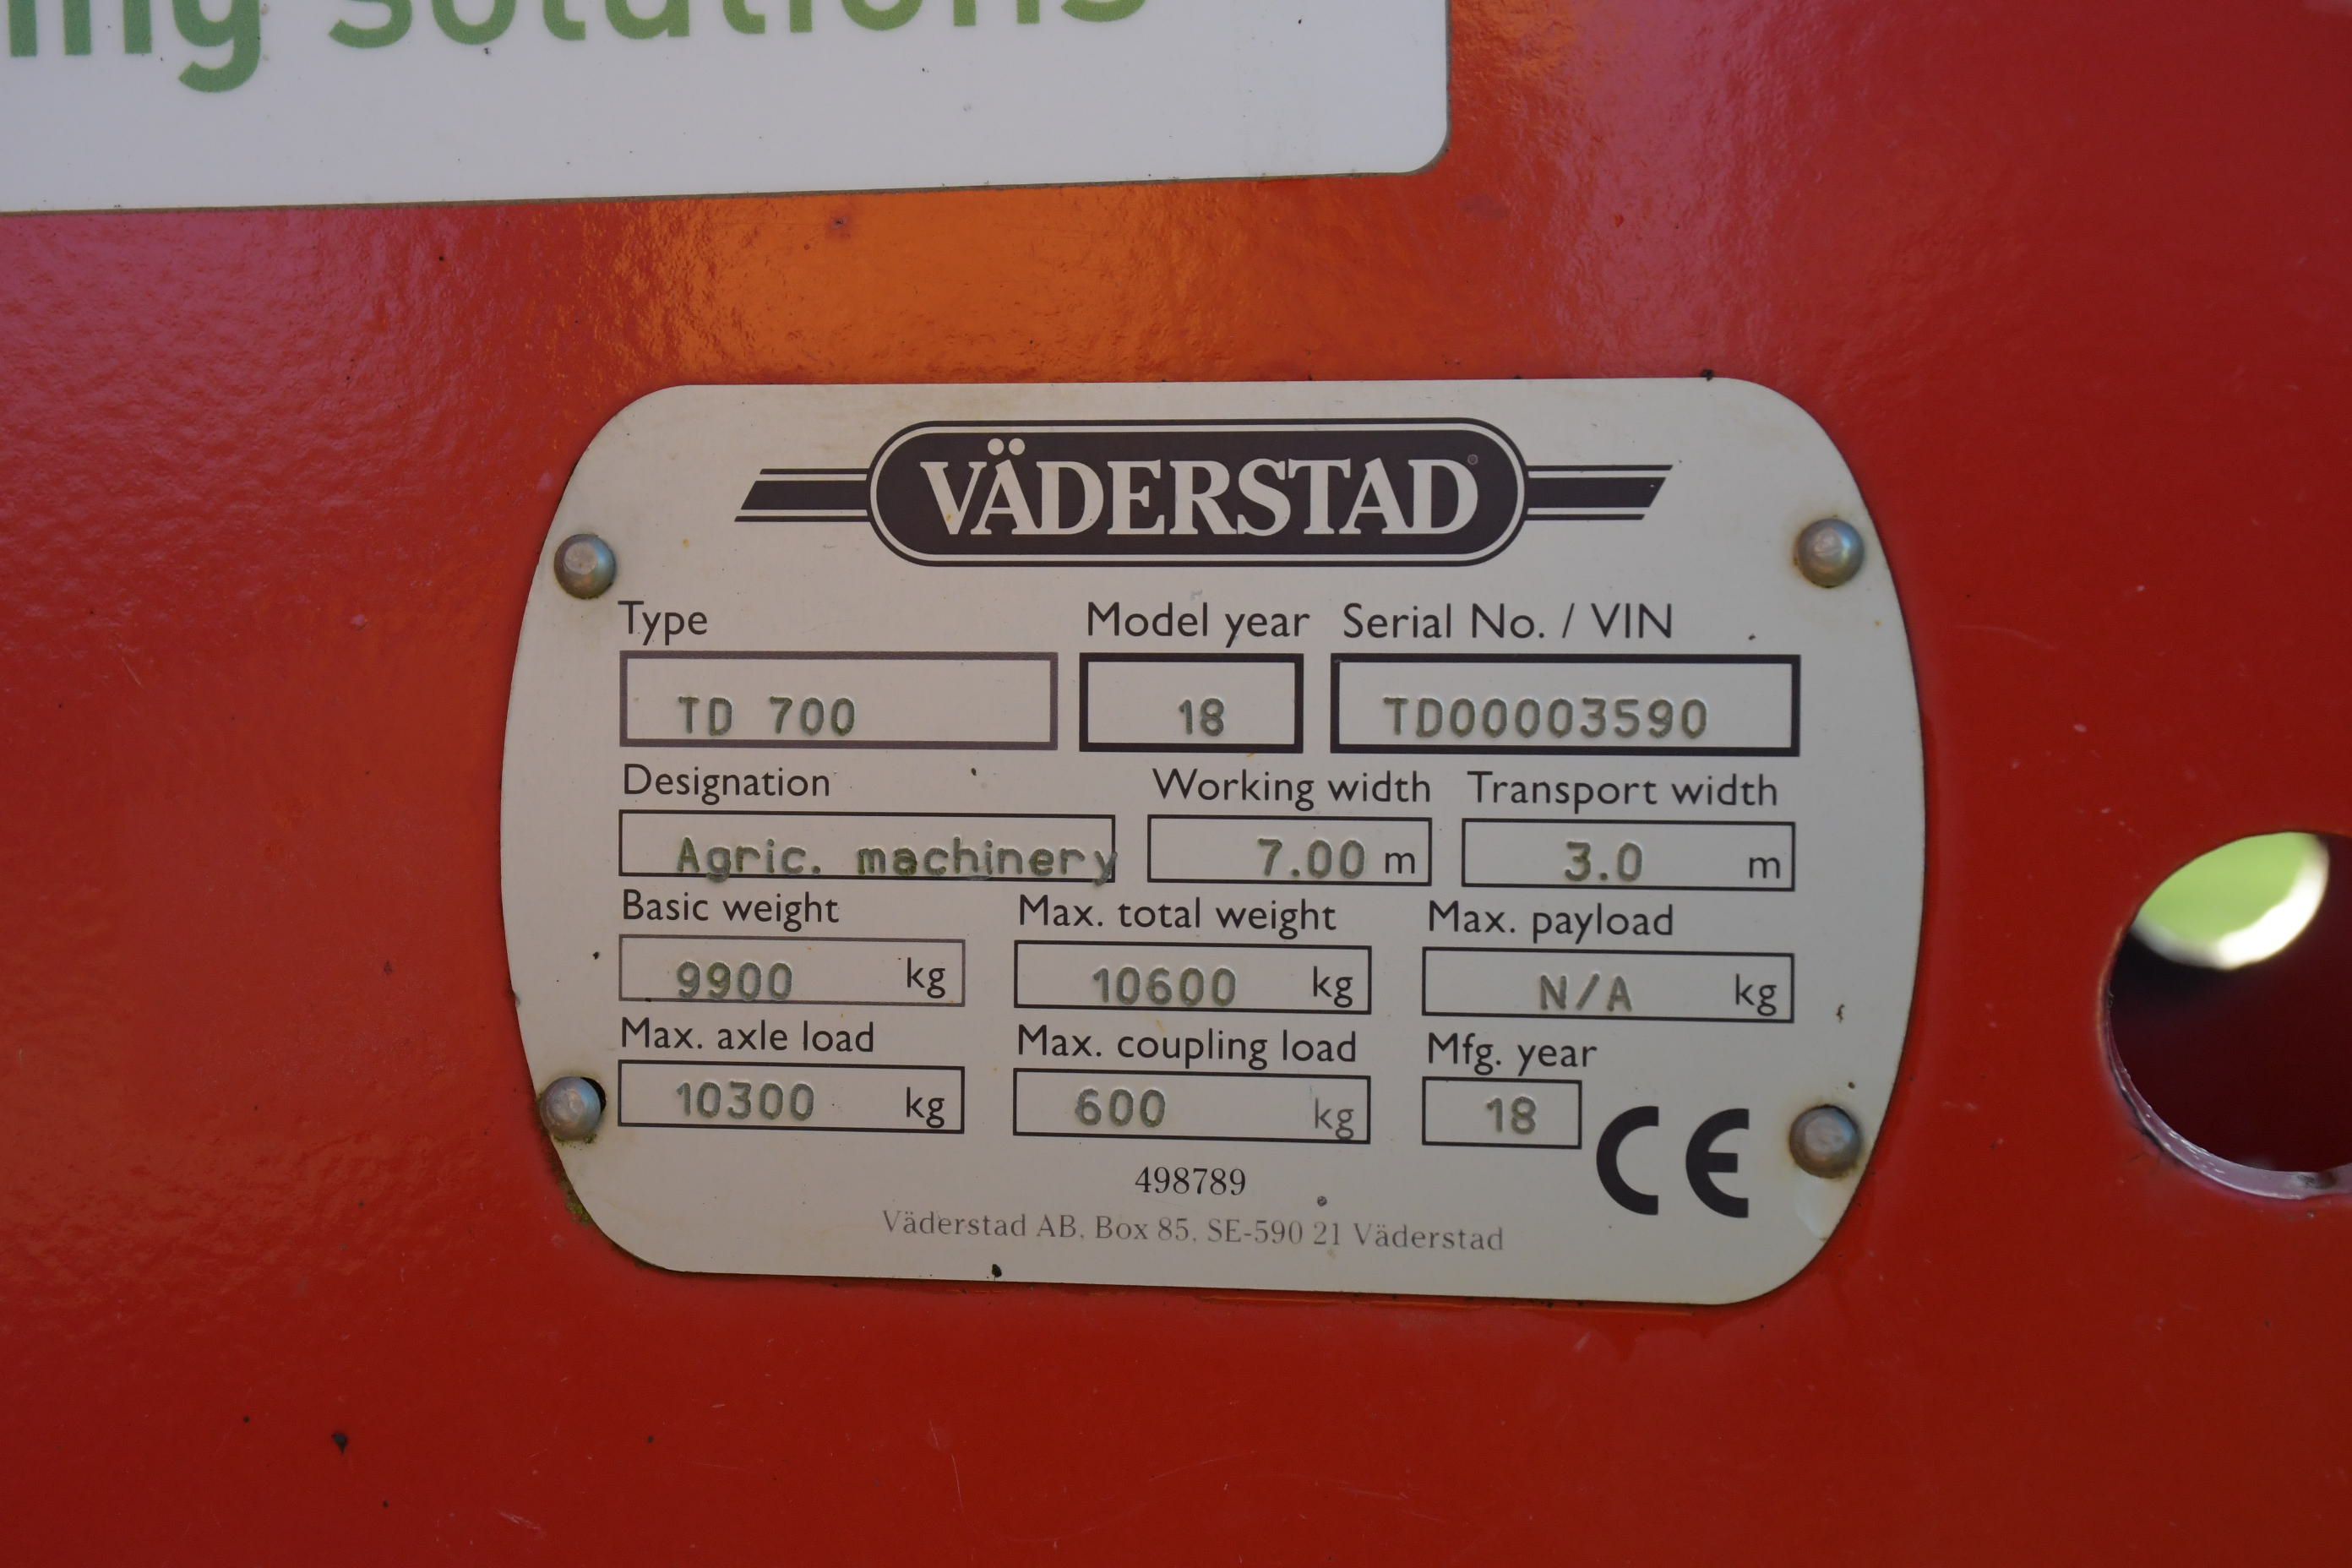 solutions
VÄDERSTAD
Type Model year Serial No. / VIN
TD 700 18 TD00003590
Designation Working width Transport width
Agric. machinery 7.00 m 3.0 m
Basic weight Max. total weight Max. payload
9900 kg 10600 kg N/A kg
Max. axle load Max. coupling load Mfg. year
10300 kg 600 kg 18 CE
498789
Väderstad AB, Box 85, SE-590 21 Väderstad